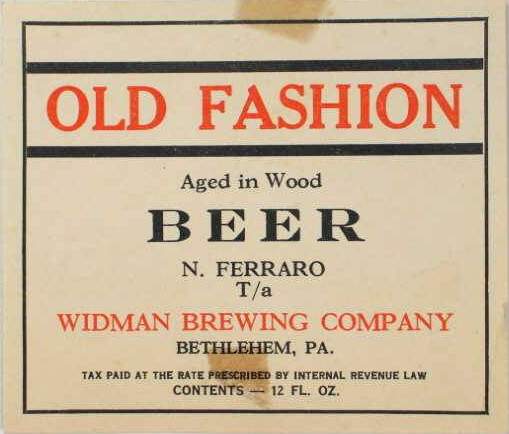 OLD FASHION
Aged in Wood
BEER
N. FERRARO
T/a
WIDMAN BREWING COMPANY
BETHLEHEM, PA.
TAX PAID AT THE RATE PRESCRIBED BY INTERNAL REVENUE LAW
CONTENTS — 12 FL. OZ.